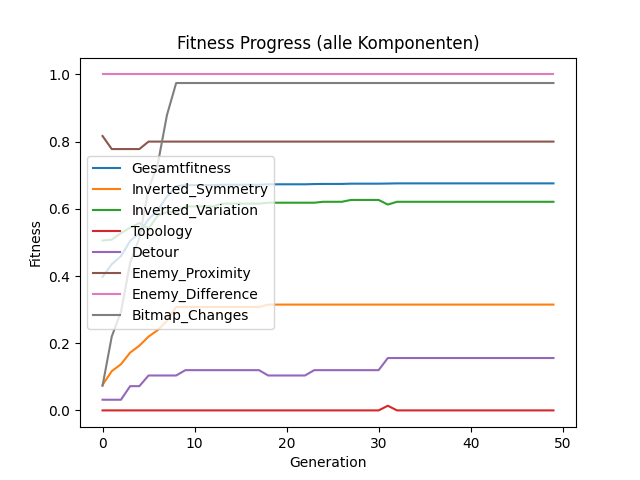 Fitness Progress (alle Komponenten)
1.0
0.8
0.6
0.4
0.2
0.0
Fitness
Gesamtfitness
Inverted_Symmetry
Inverted_Variation
Topology
Detour
Enemy_Proximity
Enemy_Difference
Bitmap_Changes
0 10 20 30 40 50
Generation